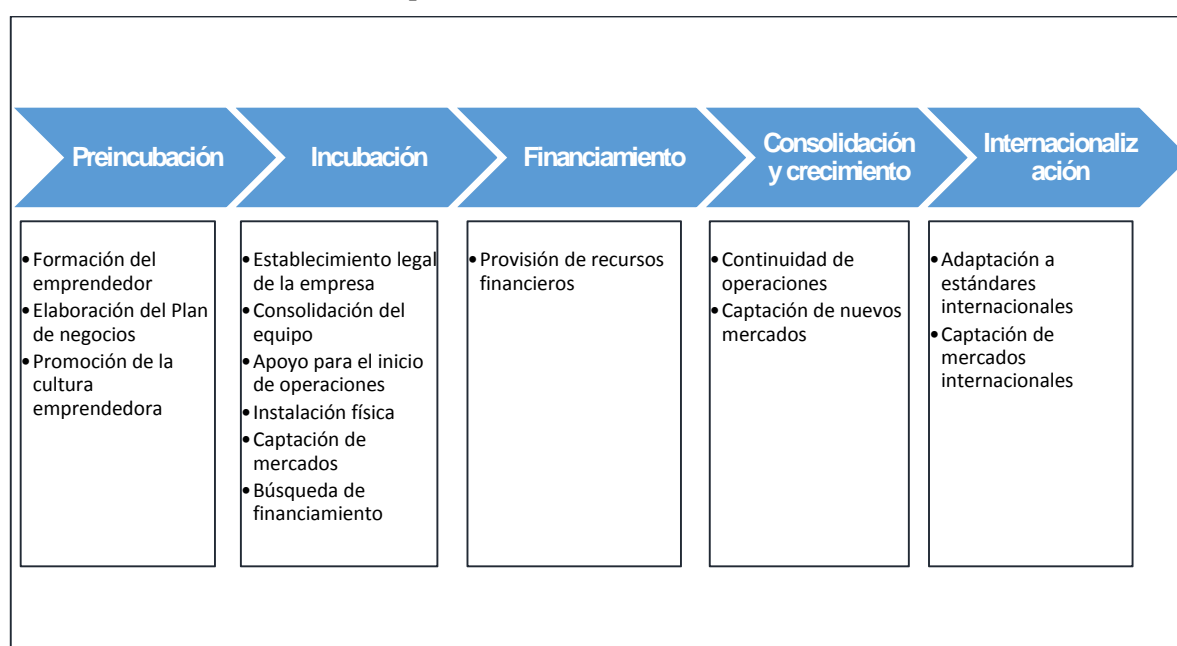 Preincubación
Incubación
Financiamiento
Consolidación
y crecimiento
Internacionaliz
ación
•Formación del
emprendedor
•Elaboración del Plan
de negocios
•Promoción de la
cultura
emprendedora
•Establecimiento legal
de la empresa
•Consolidación del
equipo
•Apoyo para el inicio
de operaciones
•Instalación física
•Captación de
mercados
•Búsqueda de
financiamiento
•Provisión de recursos
financieros
•Continuidad de
operaciones
•Captación de nuevos
mercados
•Adaptación a
estándares
internacionales
•Captación de
mercados
internacionales